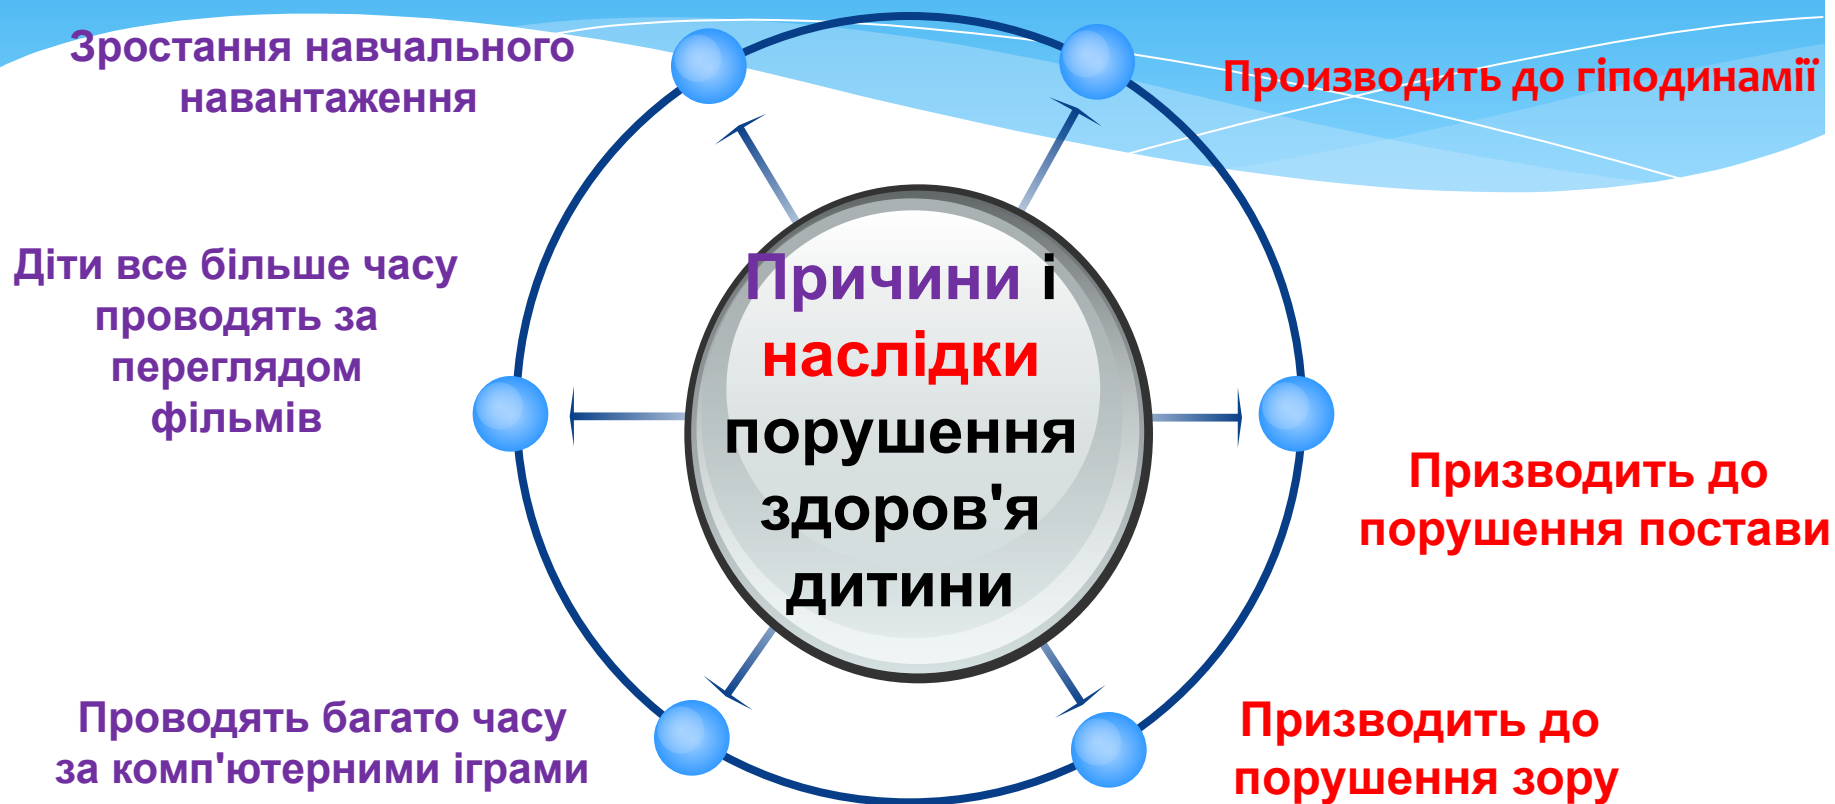 Зростання навчального
навантаження
Діти все більше часу
проводять за
переглядом
фільмів
Проводять багато часу
за комп'ютерними іграми
Причини і
наслідки
порушення
здоров'я
дитини
Производить до гіподинамії
Призводить до
порушення постави
Призводить до
порушення зору